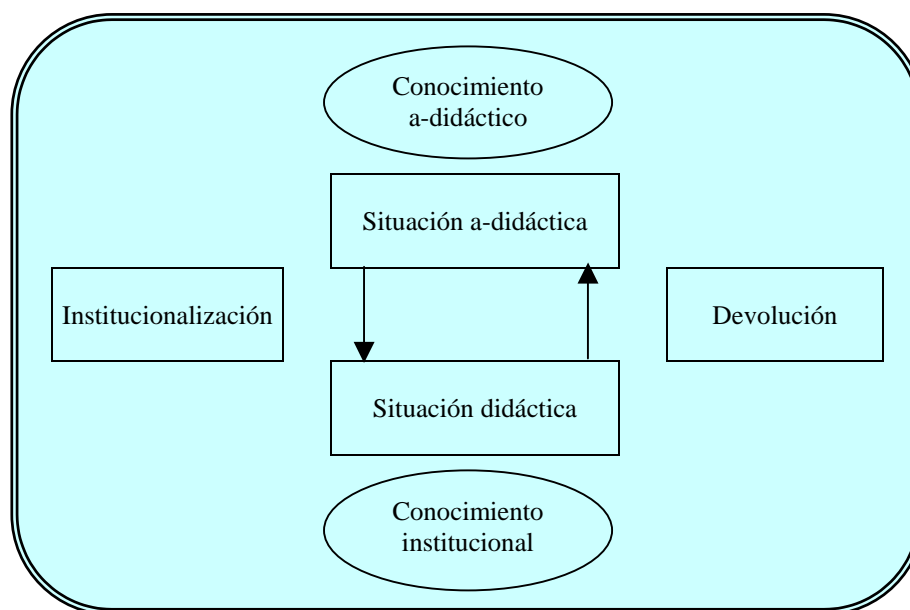 Conocimiento
a-didáctico
Situación a-didáctica
Institucionalización
Devolución
Situación didáctica
Conocimiento
institucional